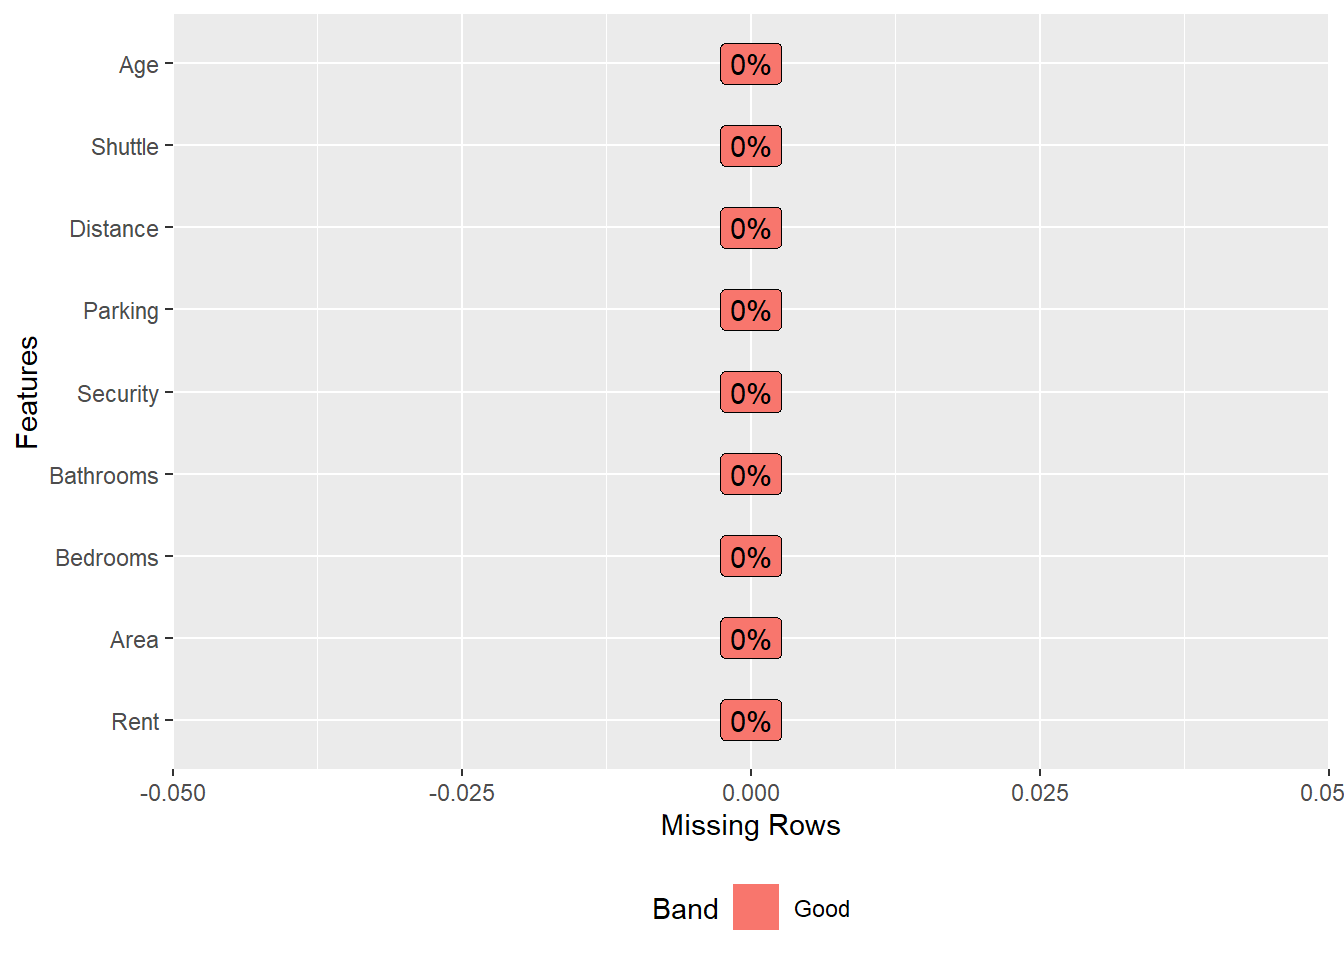 Features
Age 0%
Shuttle 0%
Distance 0%
Parking 0%
Security 0%
Bathrooms 0%
Bedrooms 0%
Area 0%
Rent 0%
-0.050 -0.025 0.000 0.025 0.05
Missing Rows
Band Good